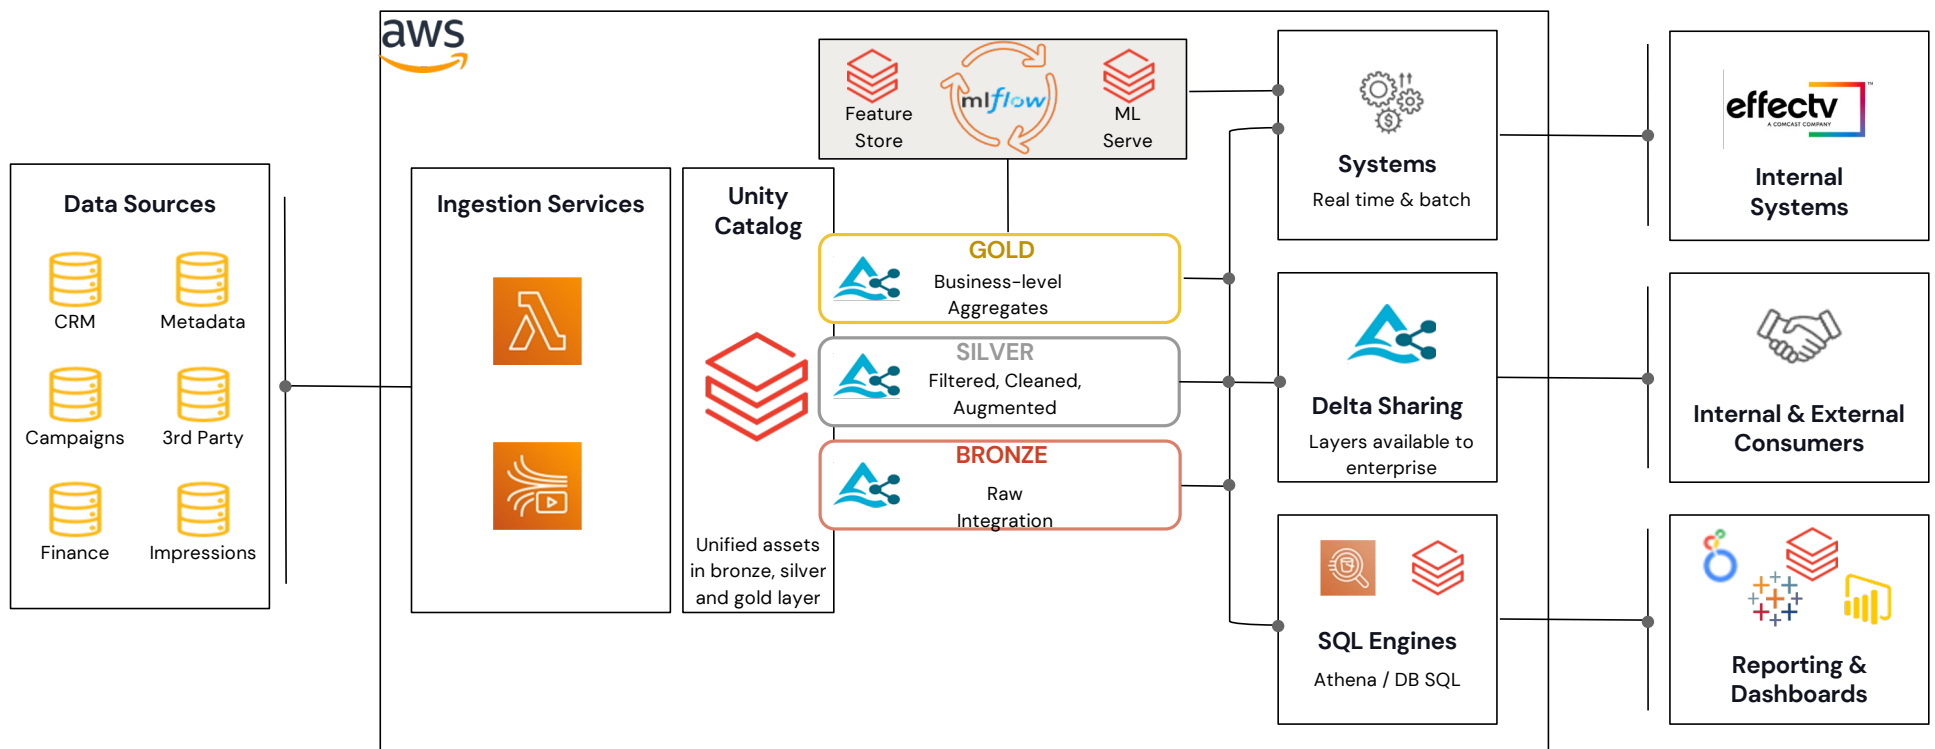 aws
Data Sources
CRM
Metadata
Campaigns
3rd Party
Finance
Impressions
Ingestion Services
Unity
Catalog
Unified assets
in bronze, silver
and gold layer
Feature
Store
mlflow
ML
Serve
GOLD
Business-level
Aggregates
SILVER
Filtered, Cleaned,
Augmented
BRONZE
Raw
Integration
Systems
Real time & batch
Delta Sharing
Layers available to
enterprise
SQL Engines
Athena / DB SQL
effectv
TM
A COMCAST COMPANY
Internal
Systems
Internal & External
Consumers
Reporting &
Dashboards